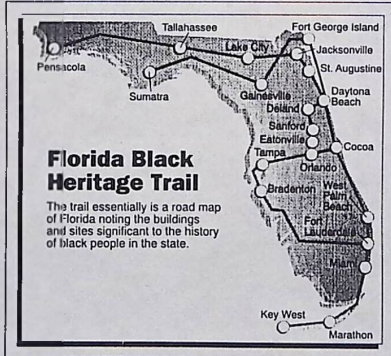 Tallahassee
Fort George Island
Lake City
Jacksonville
Pensacola
St. Augustine
Sumatra
Gainesville
Daytona
Beach
Deland
Sanford
Eatonville
Tampa
Cocoa
Orlando
Florida Black
Heritage Trail
Bradenton
West
Palm
Beach
The trail essentially is a road map
of Florida noting the buildings
and sites significant to the history
of black people in the state.
Fort
Lauderdale
Miami
Key West
Marathon